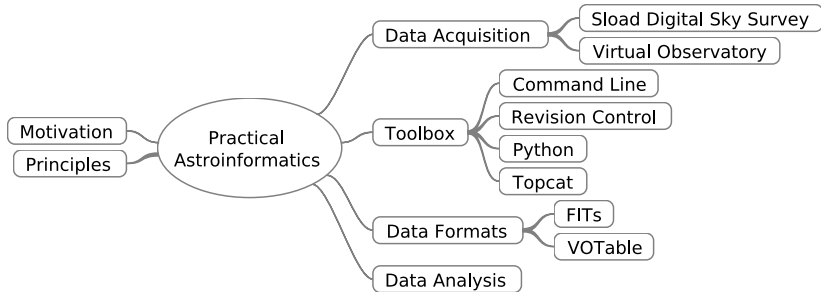 Motivation
Principles
Practical
Astroinformatics
Data Acquisition
Sload Digital Sky Survey
Virtual Observatory
Toolbox
Command Line
Revision Control
Python
Topcat
Data Formats
FITs
VOTable
Data Analysis